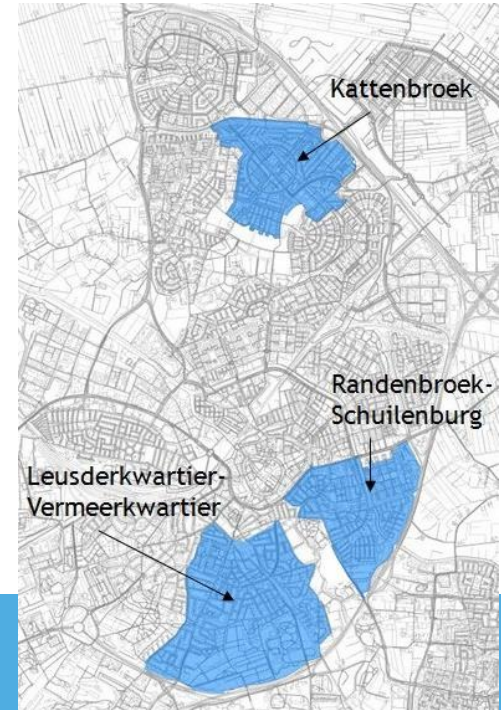 Kattenbroek
Randenbroek-
Schuilenburg
Leusderkwartier-
Vermeerkwartier